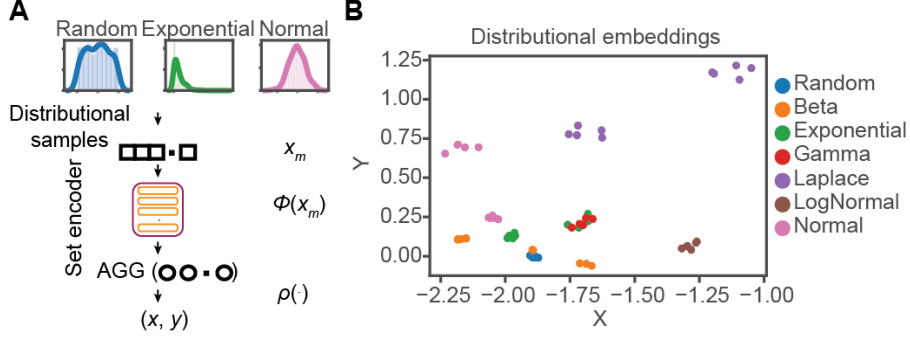 A
Random Exponential Normal
Distributional
samples
x_m
Set encoder
Φ(x_m)
AGG (
)
ρ(·)
(x, y)
B
Distributional embeddings
1.25
1.00
0.75
0.50
0.25
0.00
Y
−2.25 −2.00 −1.75 −1.50 −1.25 −1.00
X
Random
Beta
Exponential
Gamma
Laplace
LogNormal
Normal